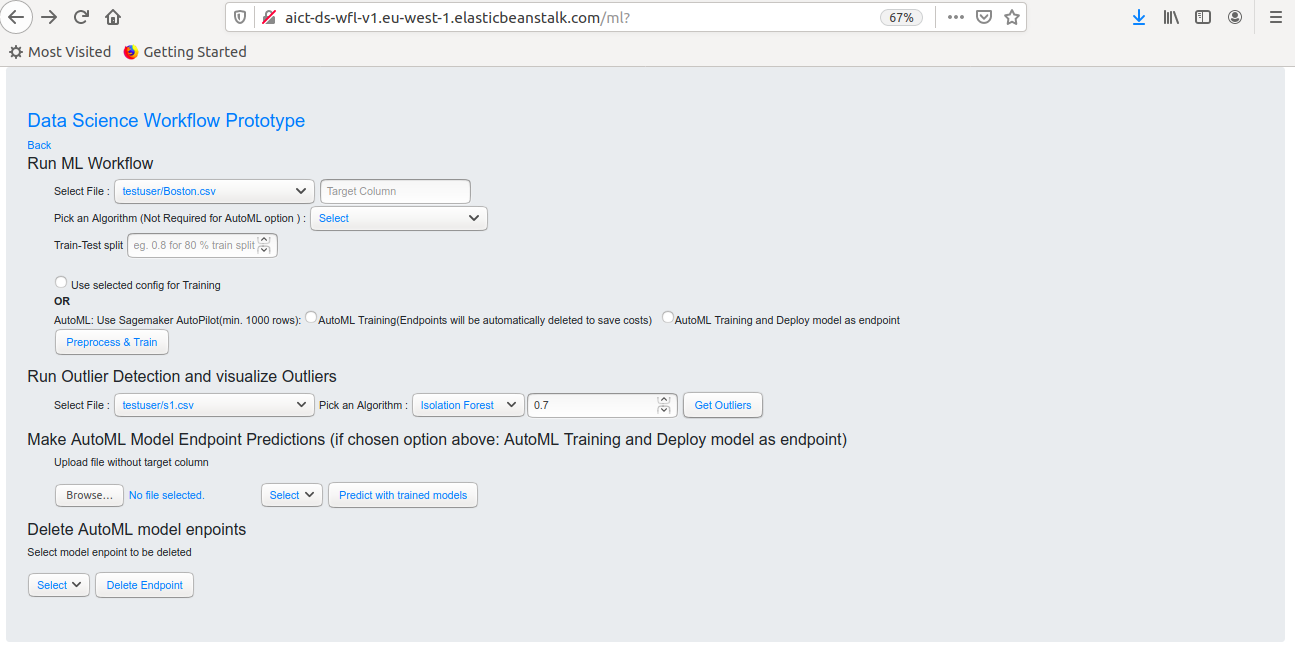 aict-ds-wfl-v1.eu-west-1.elasticbeanstalk.com/ml? 67%
Most Visited Getting Started
Data Science Workflow Prototype
Back
Run ML Workflow
Select File : testuser/Boston.csv Target Column
Pick an Algorithm (Not Required for AutoML option ) : Select
Train-Test split eg. 0.8 for 80 % train split
Use selected config for Training
OR
AutoML: Use Sagemaker AutoPilot(min. 1000 rows): AutoML Training(Endpoints will be automatically deleted to save costs) AutoML Training and Deploy model as endpoint
Preprocess & Train
Run Outlier Detection and visualize Outliers
Select File : testuser/s1.csv Pick an Algorithm : Isolation Forest 0.7 Get Outliers
Make AutoML Model Endpoint Predictions (if chosen option above: AutoML Training and Deploy model as endpoint)
Upload file without target column
Browse... No file selected. Select Predict with trained models
Delete AutoML model enpoints
Select model enpoint to be deleted
Select Delete Endpoint